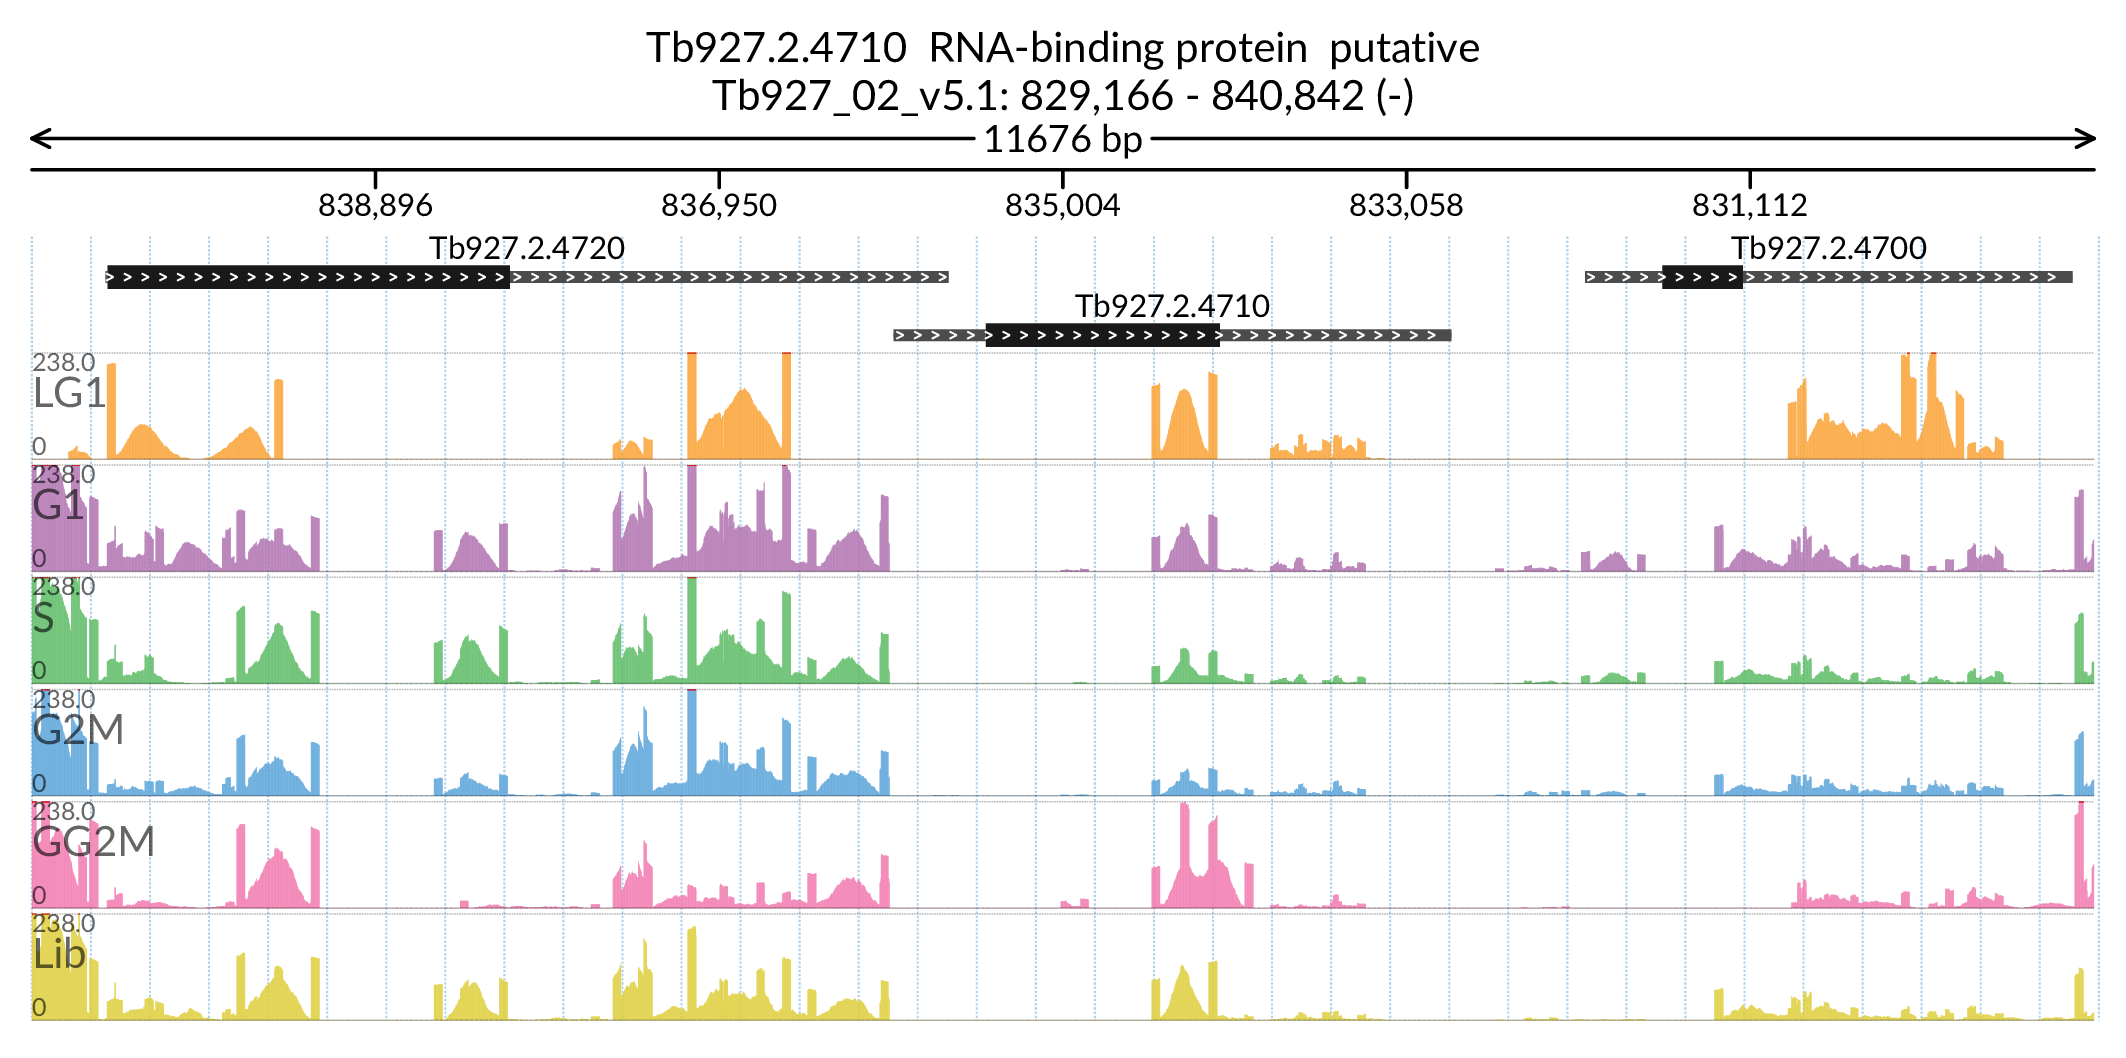 Tb927.2.4710 RNA-binding protein putative
Tb927_02_v5.1: 829,166 - 840,842 (-)
11676 bp
838,896 836,950 835,004 833,058 831,112
Tb927.2.4720 Tb927.2.4700
Tb927.2.4710
238.0
LG1
0
238.0
G1
0
238.0
S
0
238.0
G2M
0
238.0
GG2M
0
238.0
Lib
0